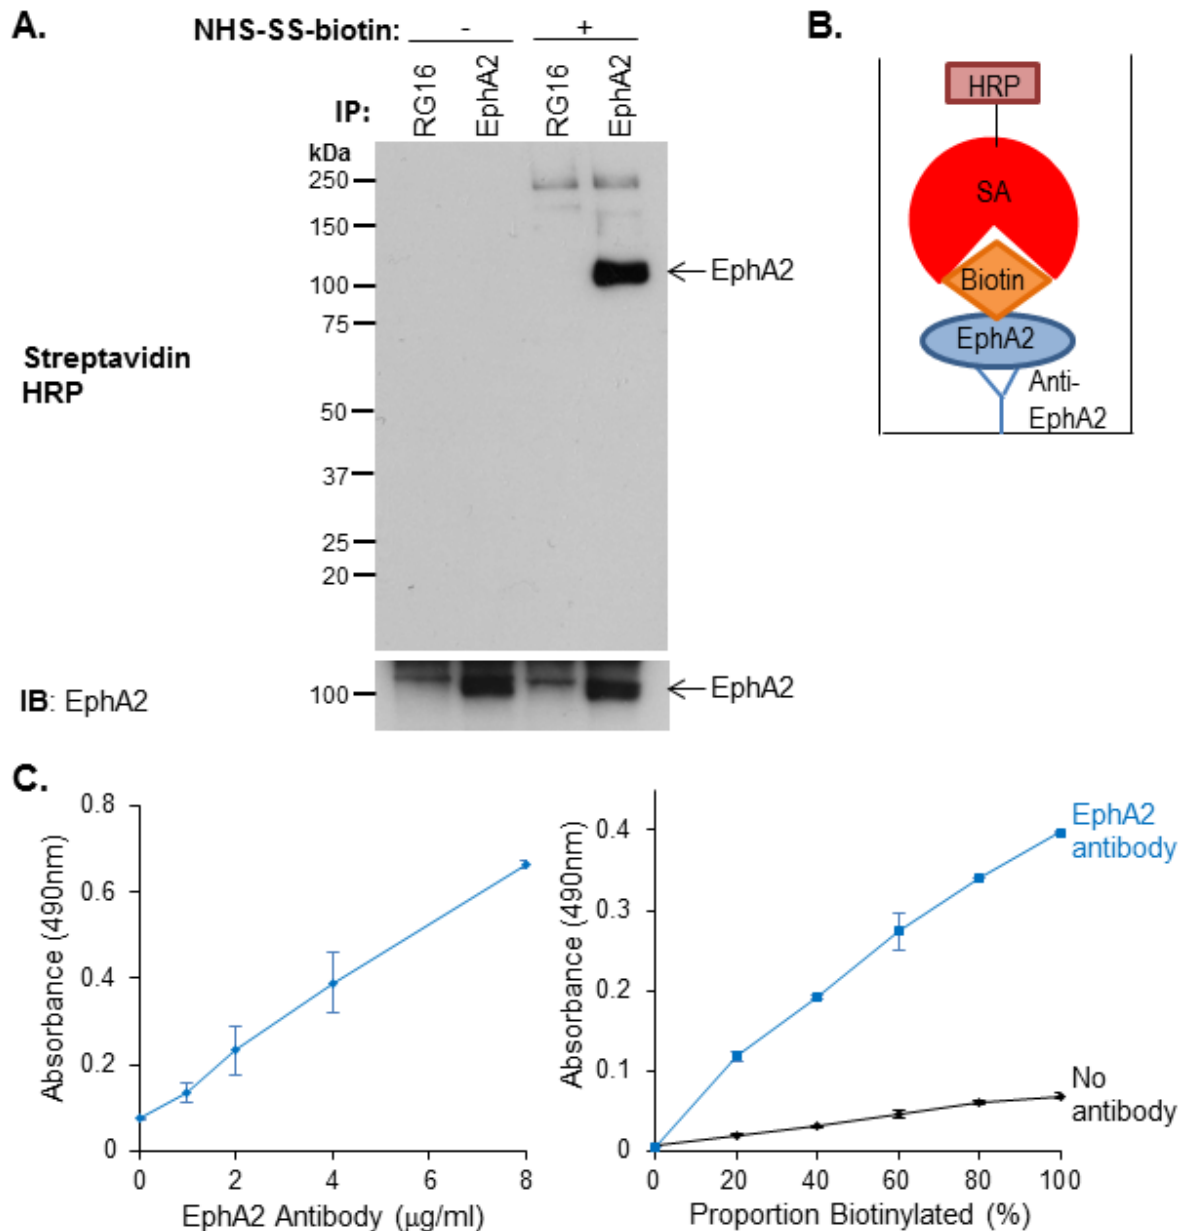 A.
NHS-SS-biotin: - +
IP: RG16 EphA2 RG16 EphA2
kDa
250
150
100
75
50
37
25
20
EphA2
Streptavidin
HRP
100
IB: EphA2
EphA2
B.
HRP
SA
Biotin
EphA2
Anti-
EphA2
C.
Absorbance (490nm)
0.8
0.6
0.4
0.2
0
0 2 4 6 8
EphA2 Antibody (µg/ml)
Absorbance (490nm)
0.4
0.3
0.2
0.1
0
0 20 40 60 80 100
Proportion Biotinylated (%)
EphA2
antibody
No
antibody